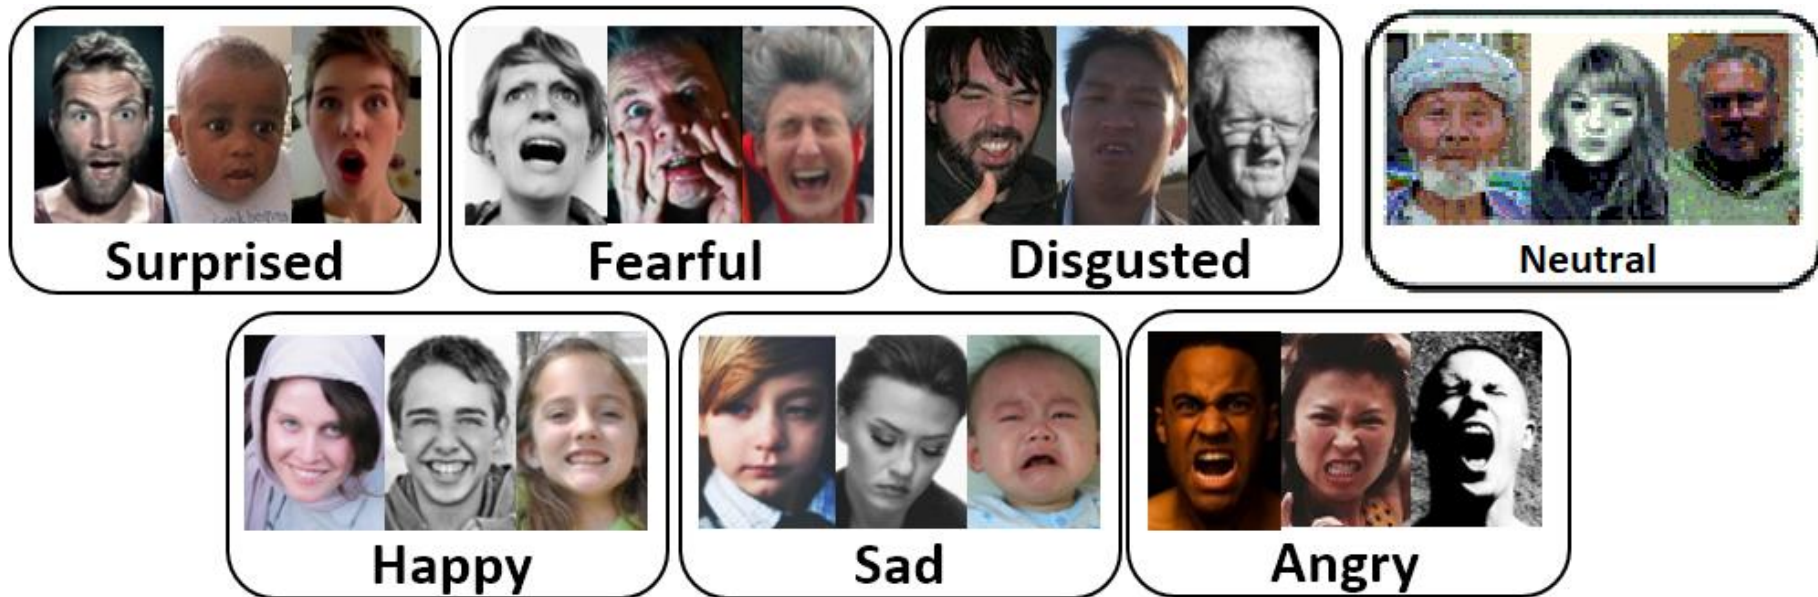 Surprised
Fearful
Disgusted
Neutral
Happy
Sad
Angry